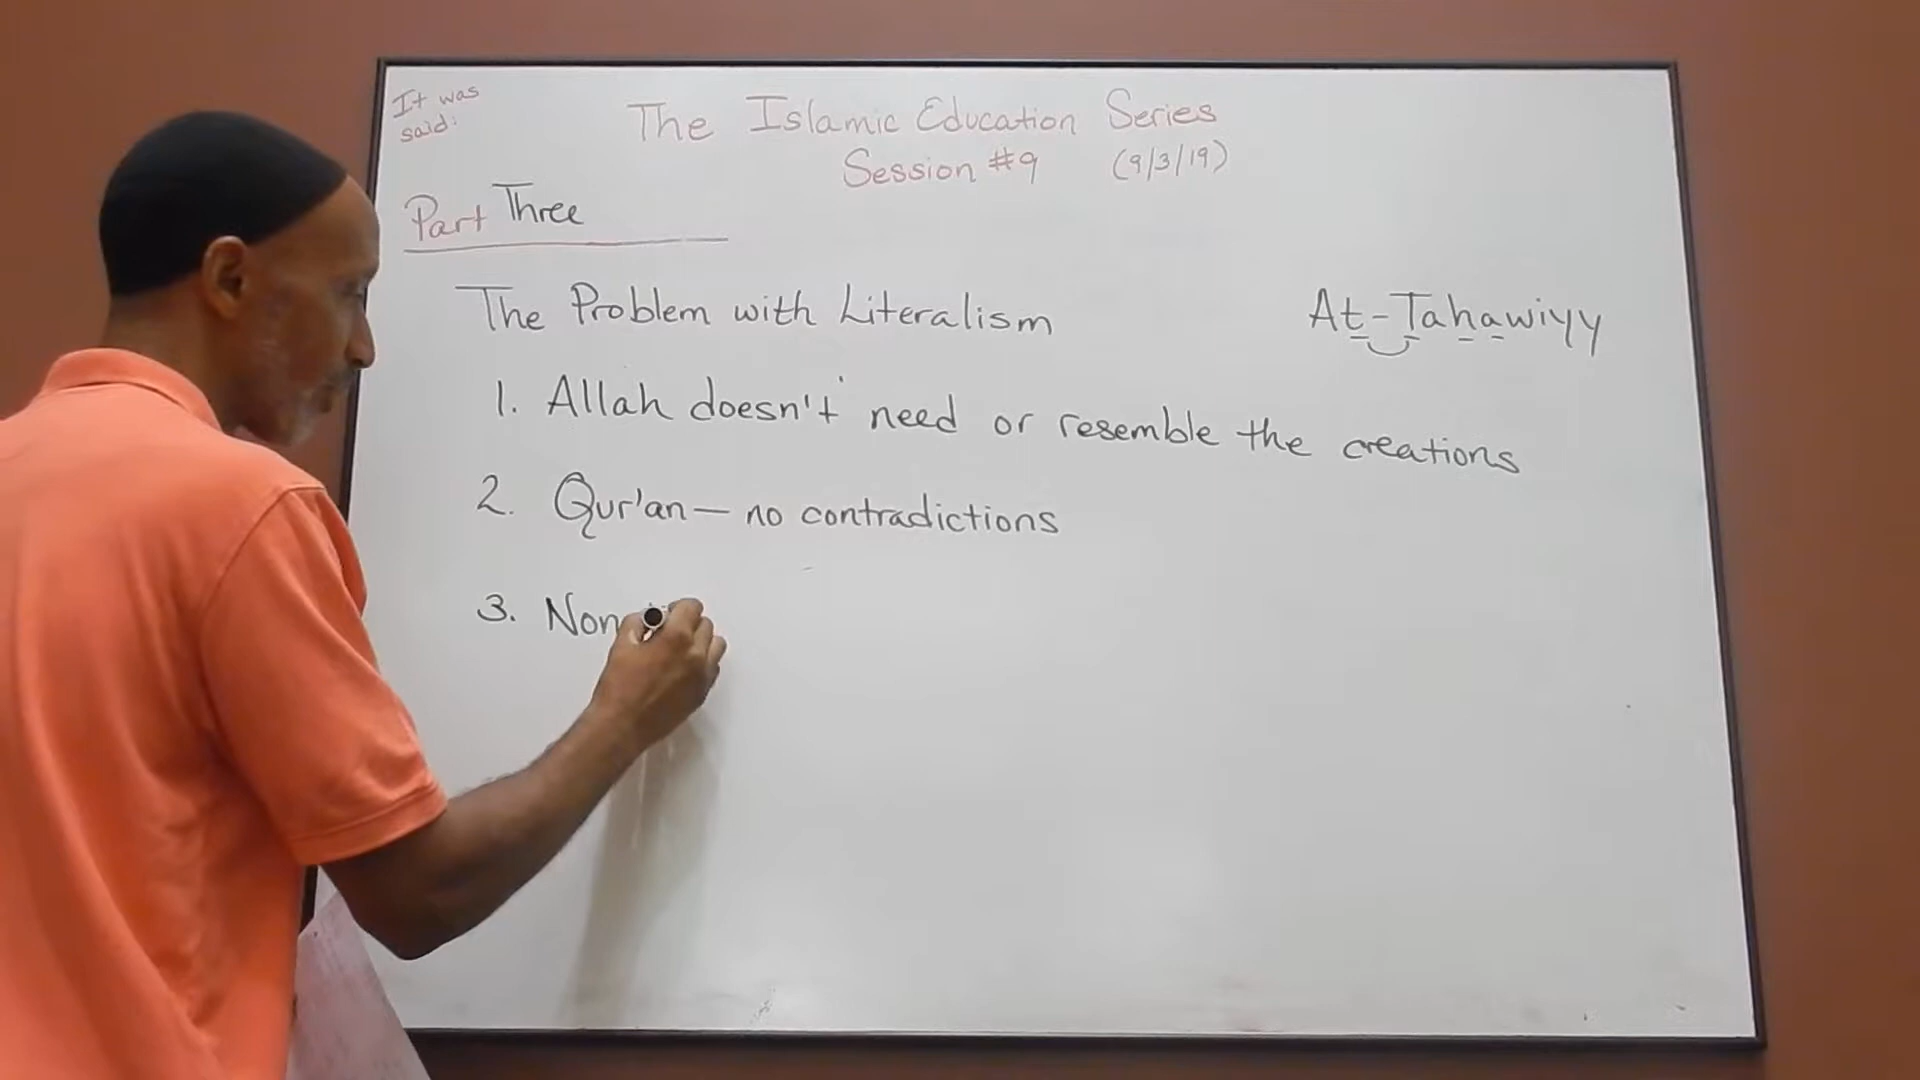 It was
said:
The Islamic Education Series
Session #9 (9/3/19)
Part Three
The Problem with Literalism
At-Tahawiyy
1. Allah doesn't need or resemble the creations
2. Qur'an — no contradictions
3. Non